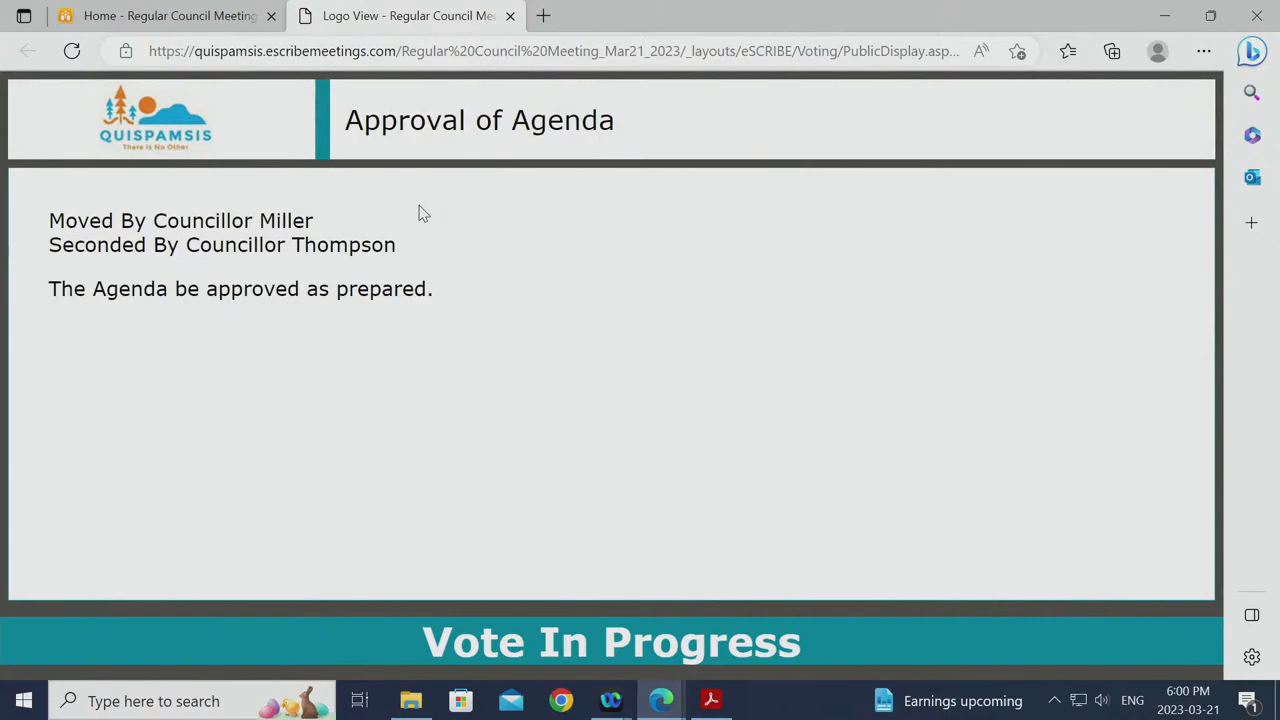 Home - Regular Council Meeting
Logo View - Regular Council Mee
https://quispamsis.escribemeetings.com/Regular%20Council%20Meeting_Mar21_2023/_layouts/eSCRIBE/Voting/PublicDisplay.asp...
QUISPAMSIS
There Is No Other
Approval of Agenda
Moved By Councillor Miller
Seconded By Councillor Thompson
The Agenda be approved as prepared.
Vote In Progress
Type here to search
Earnings upcoming
ENG
6:00 PM
2023-03-21
1